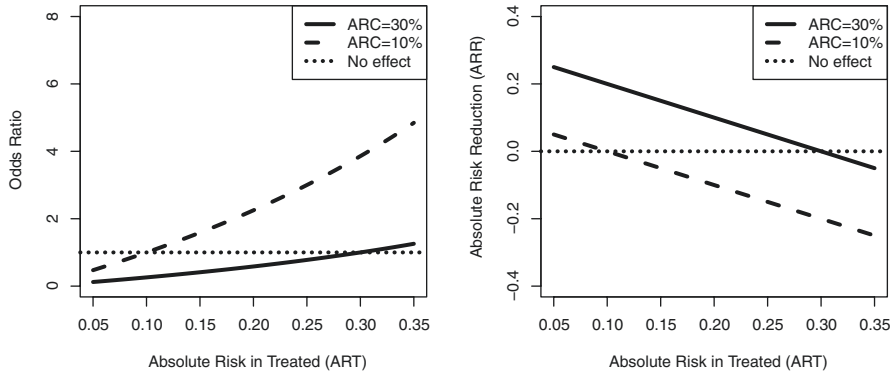 ARC=30%
ARC=10%
No effect
Odds Ratio
8
6
4
2
0
0.05 0.10 0.15 0.20 0.25 0.30 0.35
Absolute Risk in Treated (ART)
ARC=30%
ARC=10%
No effect
Absolute Risk Reduction (ARR)
0.4
0.2
0.0
−0.2
−0.4
0.05 0.10 0.15 0.20 0.25 0.30 0.35
Absolute Risk in Treated (ART)